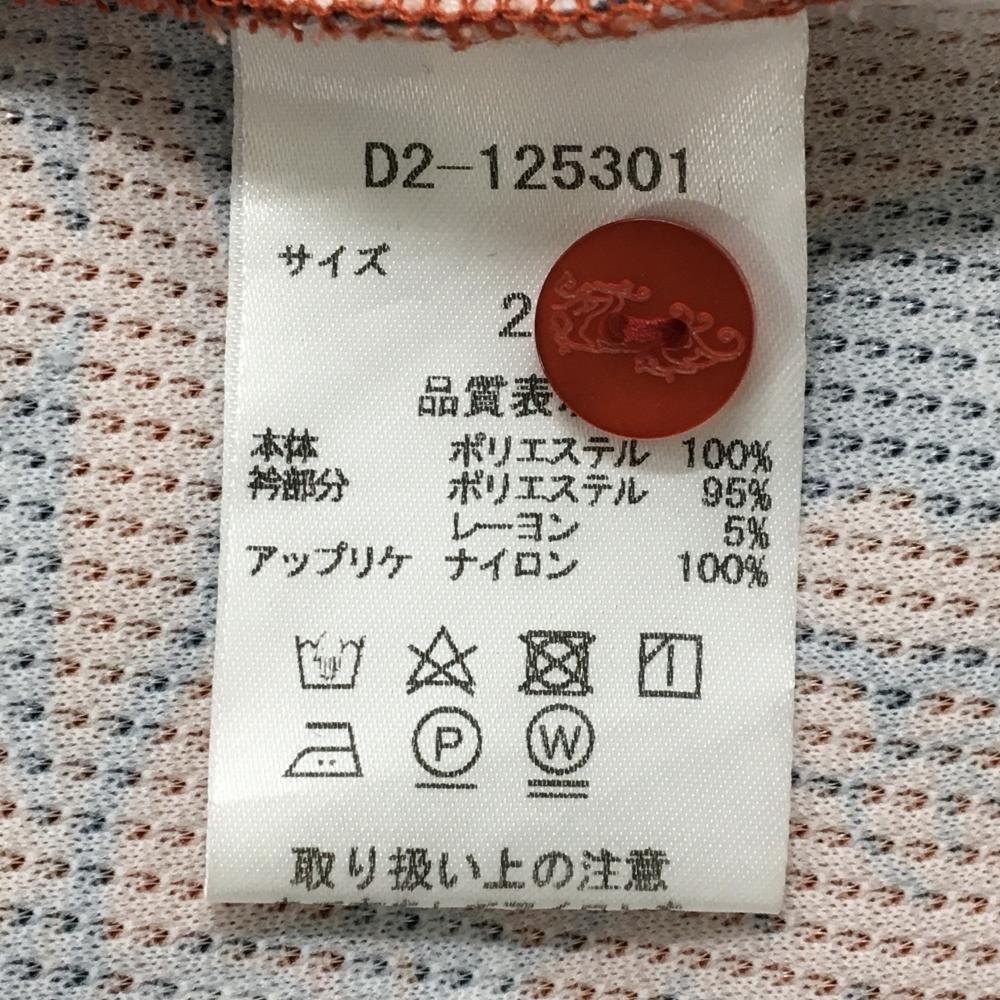 D2-125301
サイズ
2
品質表
本体 ポリエステル 100%
衿部分 ポリエステル 95%
レーヨン 5%
アップリケ ナイロン 100%
P W
取り扱い上の注意